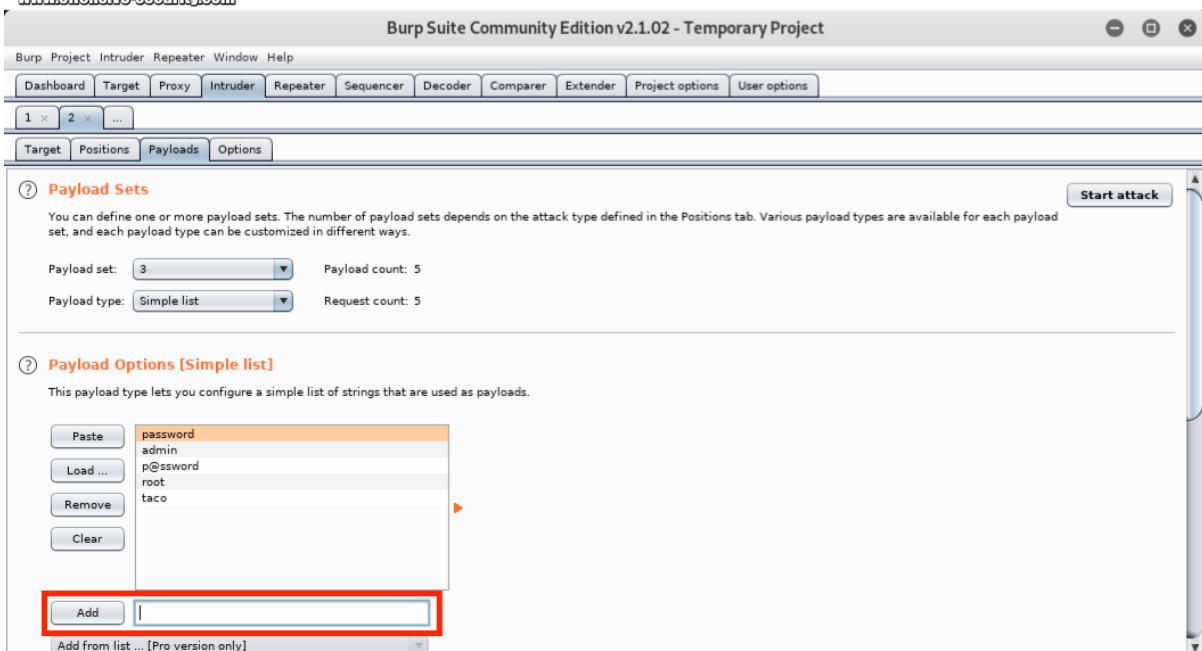 www.offensive-security.com
Burp Suite Community Edition v2.1.02 - Temporary Project
Burp Project Intruder Repeater Window Help
Dashboard Target Proxy Intruder Repeater Sequencer Decoder Comparer Extender Project options User options
1 × 2 × ...
Target Positions Payloads Options
? Payload Sets
Start attack
You can define one or more payload sets. The number of payload sets depends on the attack type defined in the Positions tab. Various payload types are available for each payload
set, and each payload type can be customized in different ways.
Payload set: 3 Payload count: 5
Payload type: Simple list Request count: 5
? Payload Options [Simple list]
This payload type lets you configure a simple list of strings that are used as payloads.
Paste
Load ...
Remove
Clear
password
admin
p@ssword
root
taco
Add
Add from list ... [Pro version only]